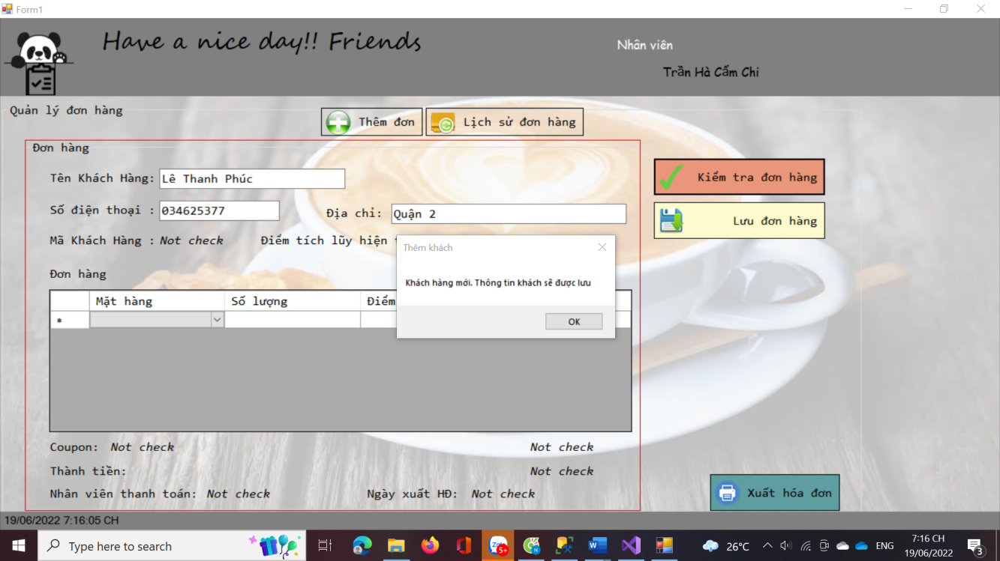 Form1
Have a nice day!! Friends
Nhân viên
Trần Hà Cẩm Chi
Quản lý đơn hàng
Thêm đơn
Lịch sử đơn hàng
Đơn hàng
Tên Khách Hàng: Lê Thanh Phúc
Kiểm tra đơn hàng
Số điện thoại : 034625377
Địa chỉ: Quận 2
Lưu đơn hàng
Mã Khách Hàng : Not check
Điểm tích lũy hiện
Thêm khách
Khách hàng mới. Thông tin khách sẽ được lưu
OK
Đơn hàng
Mặt hàng Số lượng Điểm
*
Coupon: Not check Not check
Thành tiền: Not check
Nhân viên thanh toán: Not check Ngày xuất HĐ: Not check
Xuất hóa đơn
19/06/2022 7:16:05 CH
Type here to search
Zalo
5+
N
26°C
ENG
7:16 CH
19/06/2022
3